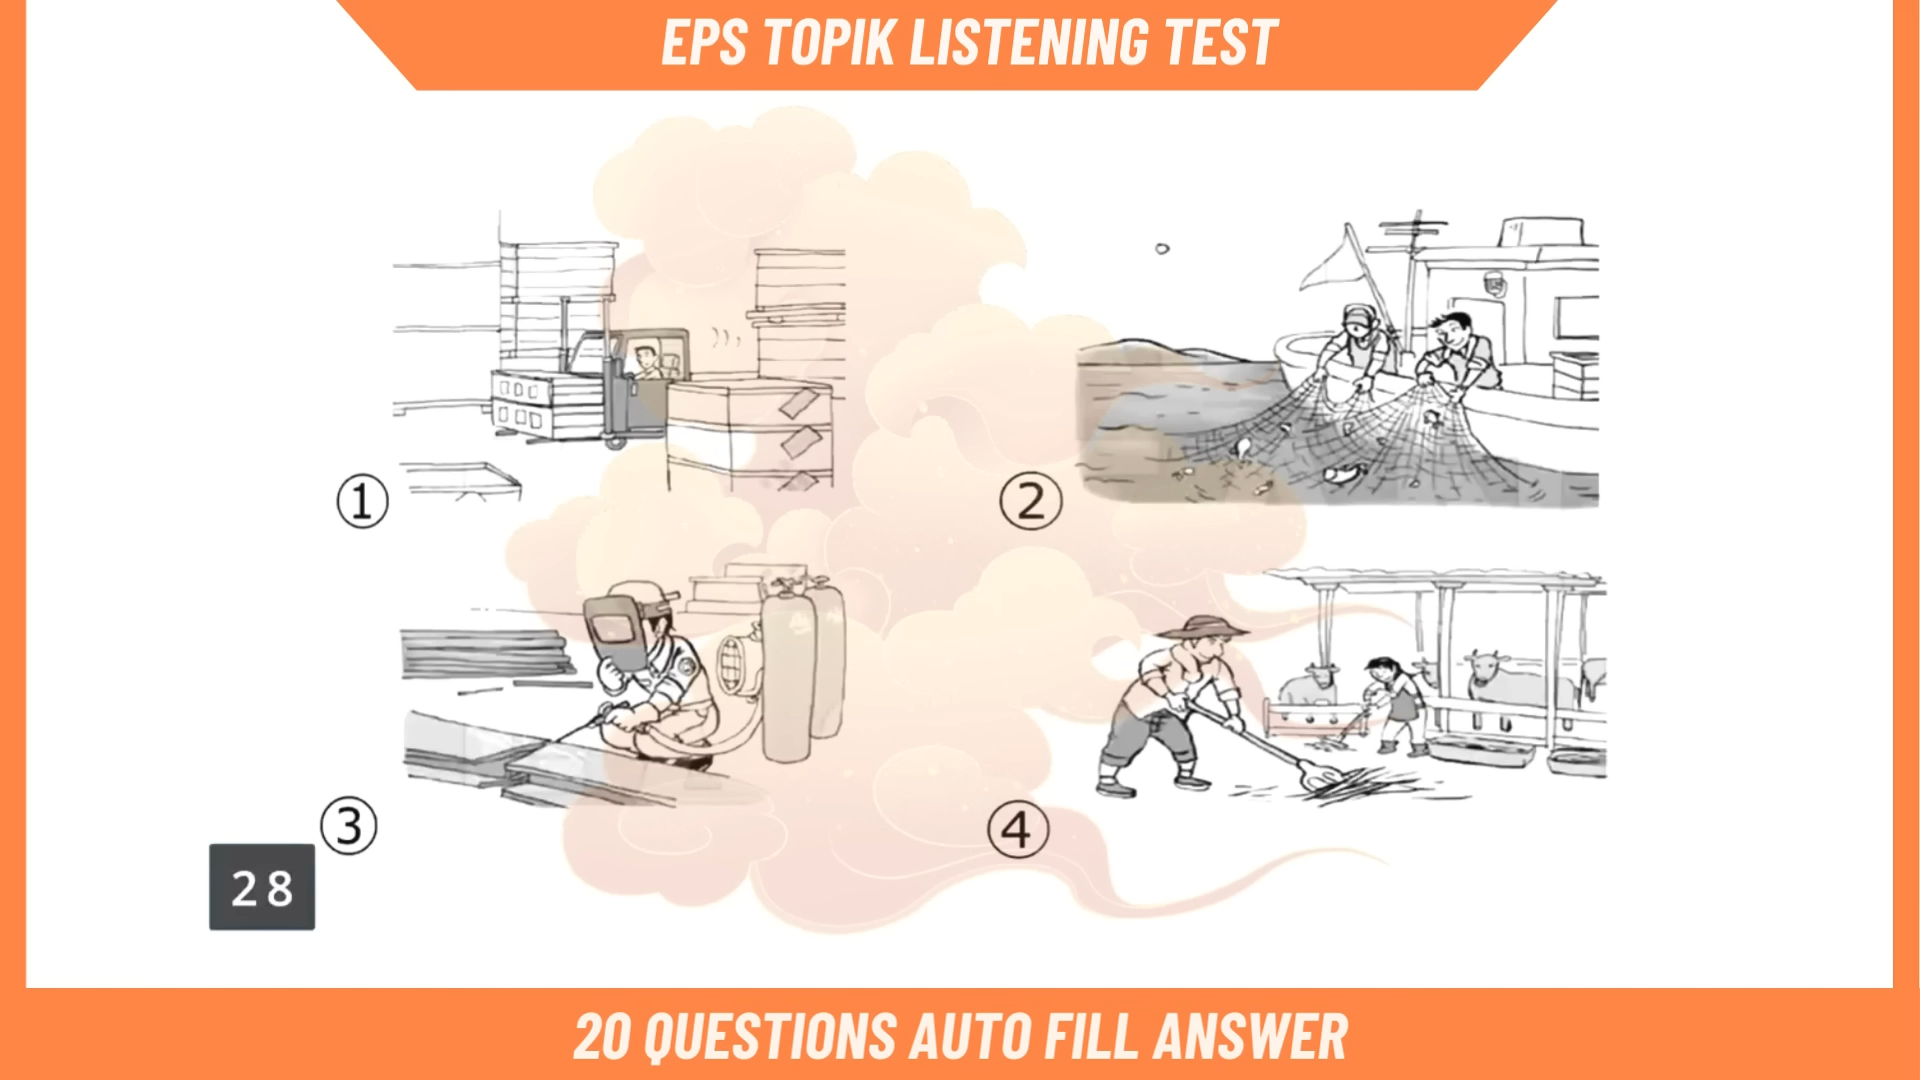 EPS TOPIK LISTENING TEST
①
②
③
④
28
20 QUESTIONS AUTO FILL ANSWER